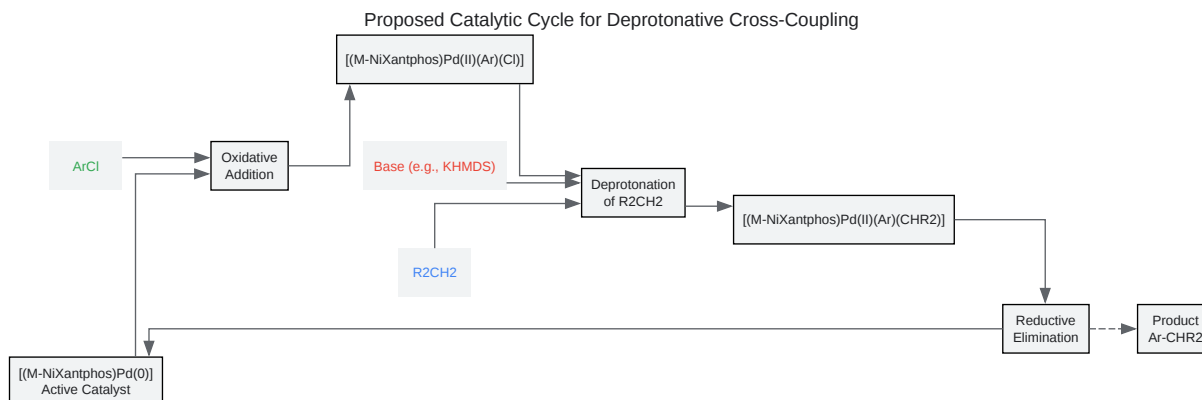 Proposed Catalytic Cycle for Deprotonative Cross-Coupling
[(M-NiXantphos)Pd(II)(Ar)(Cl)]
ArCl
Oxidative
Addition
Base (e.g., KHMDS)
Deprotonation
of R2CH2
[(M-NiXantphos)Pd(II)(Ar)(CHR2)]
R2CH2
Reductive
Elimination
Product
Ar-CHR2
[(M-NiXantphos)Pd(0)]
Active Catalyst